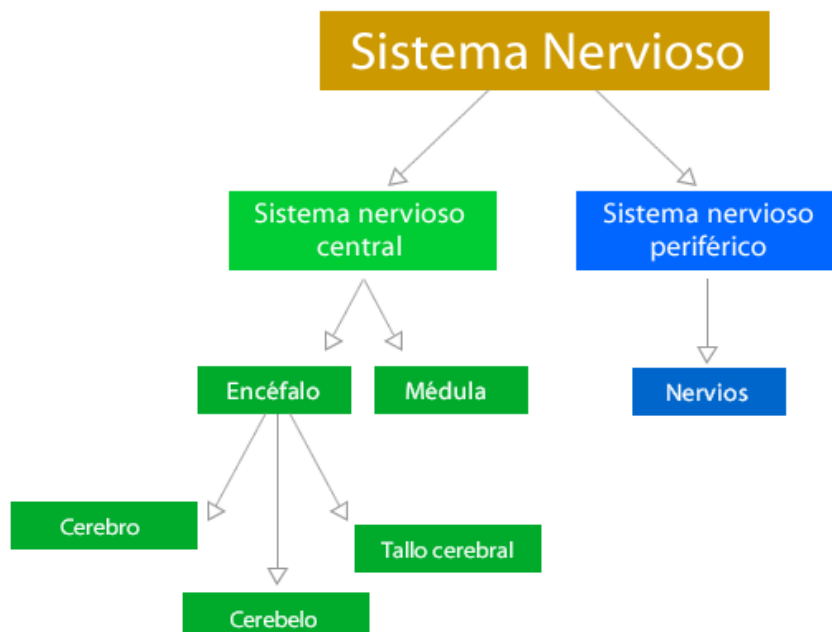 Sistema Nervioso
Sistema nervioso
central
Sistema nervioso
periférico
Encéfalo
Médula
Nervios
Cerebro
Tallo cerebral
Cerebelo